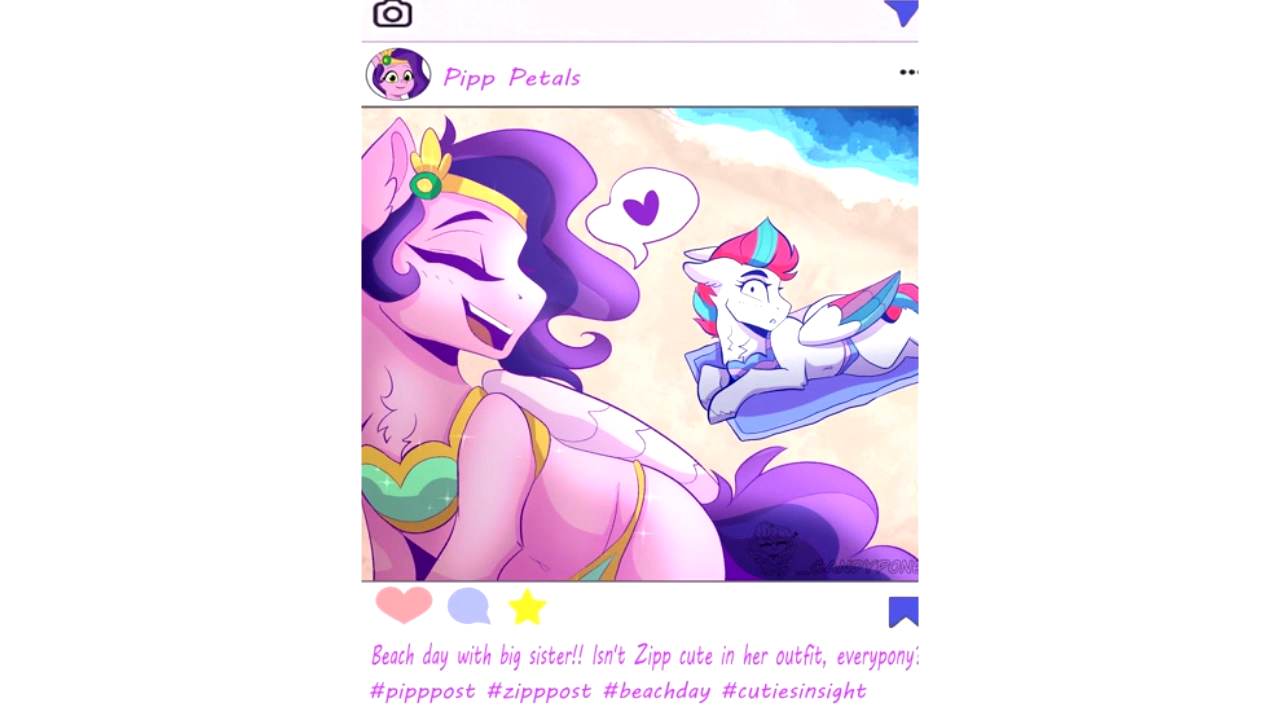 Pipp Petals
Beach day with big sister!! Isn't Zipp cute in her outfit, everypony?
#pipppost #zipppost #beachday #cutiesinsight